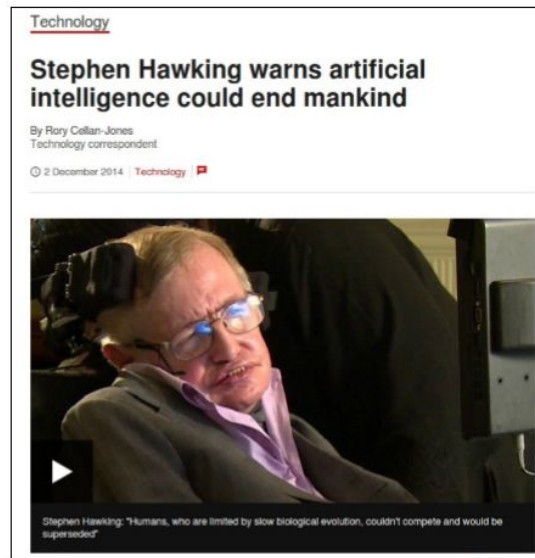 Technology
Stephen Hawking warns artificial
intelligence could end mankind
By Rory Cellan-Jones
Technology correspondent
2 December 2014 Technology
Stephen Hawking: "Humans, who are limited by slow biological evolution, couldn't compete and would be
superseded"